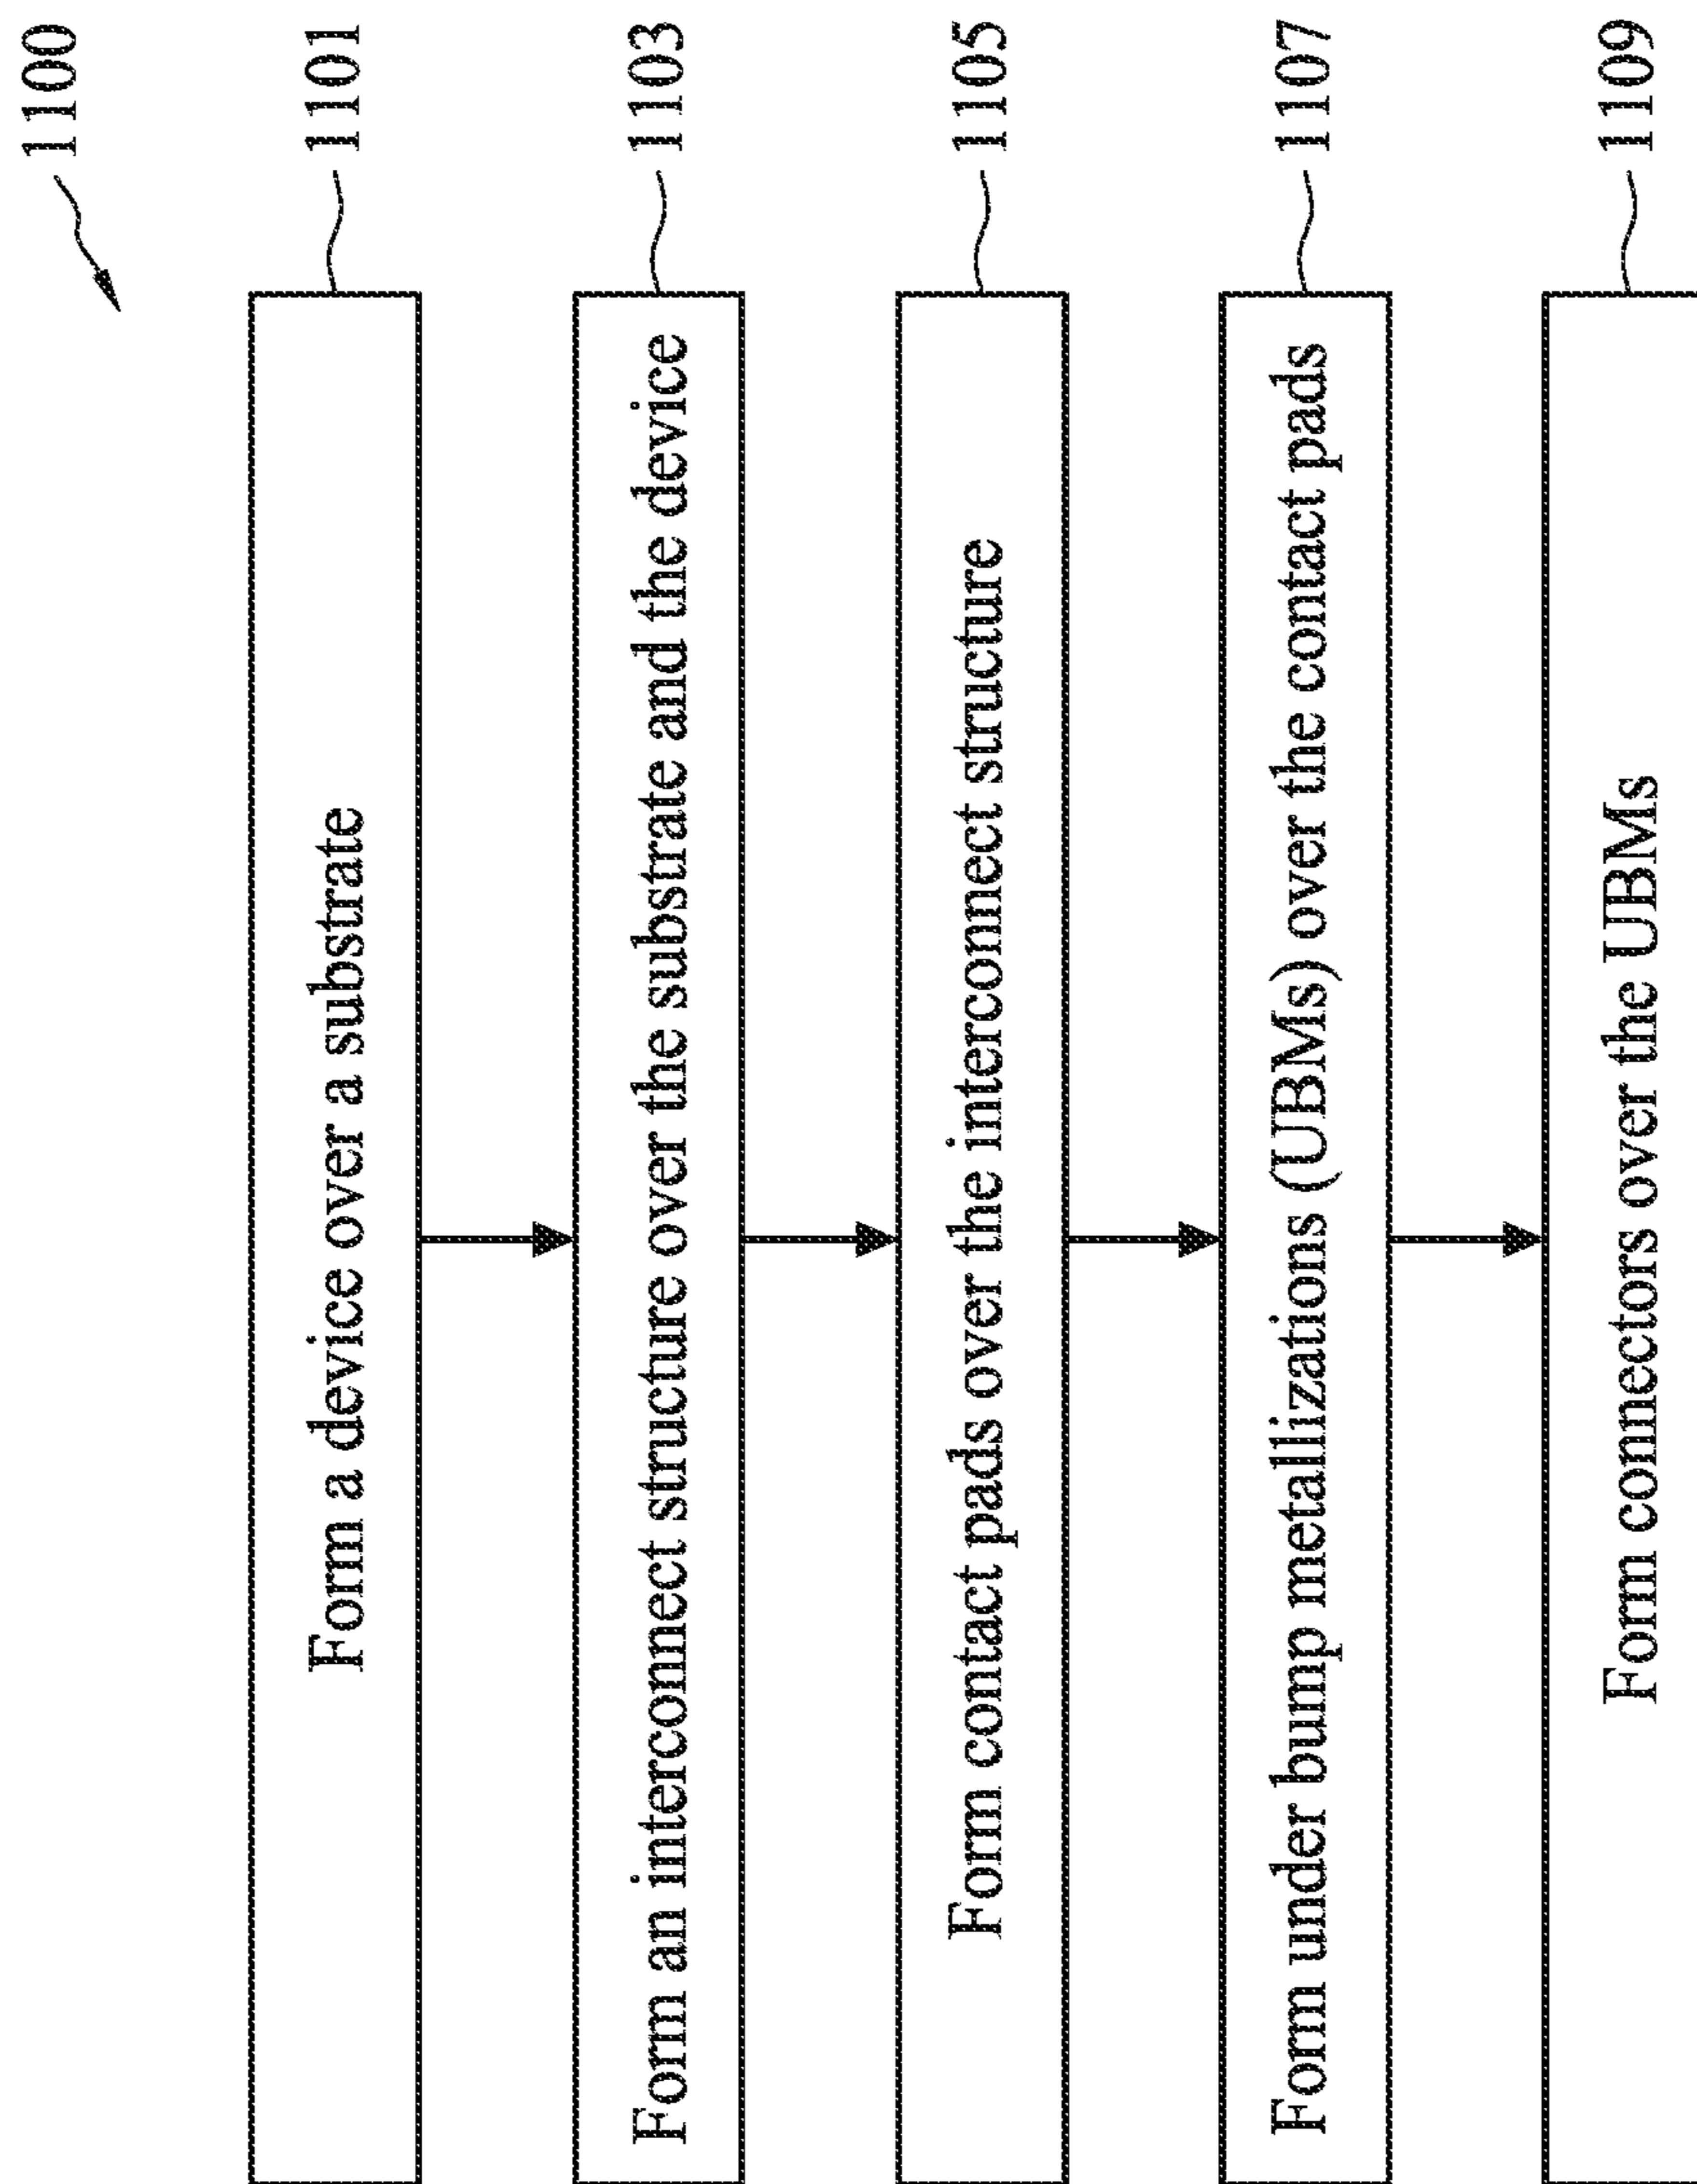 1100
Form a device over a substrate
1101
Form an interconnect structure over the substrate and the device
1103
Form contact pads over the interconnect structure
1105
Form under bump metallizations (UBMs) over the contact pads
1107
Form connectors over the UBMs
1109